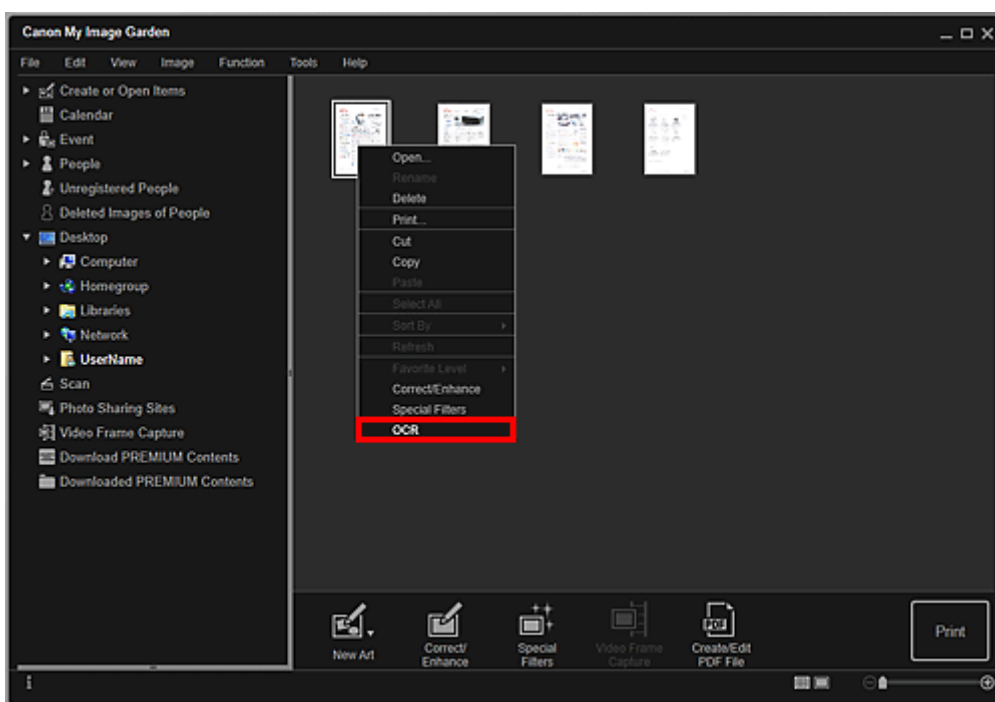 Canon My Image Garden
File Edit View Image Function Tools Help
Create or Open Items
Calendar
Event
People
Unregistered People
Deleted Images of People
Desktop
Computer
Homegroup
Libraries
Network
UserName
Scan
Photo Sharing Sites
Video Frame Capture
Download PREMIUM Contents
Downloaded PREMIUM Contents
Open...
Rename
Delete
Print...
Cut
Copy
Paste
Select All
Sort By
Refresh
Favorite Level
Correct/Enhance
Special Filters
OCR
New Art
Correct/
Enhance
Special
Filters
Video Frame
Capture
PDF
Create/Edit
PDF File
Print